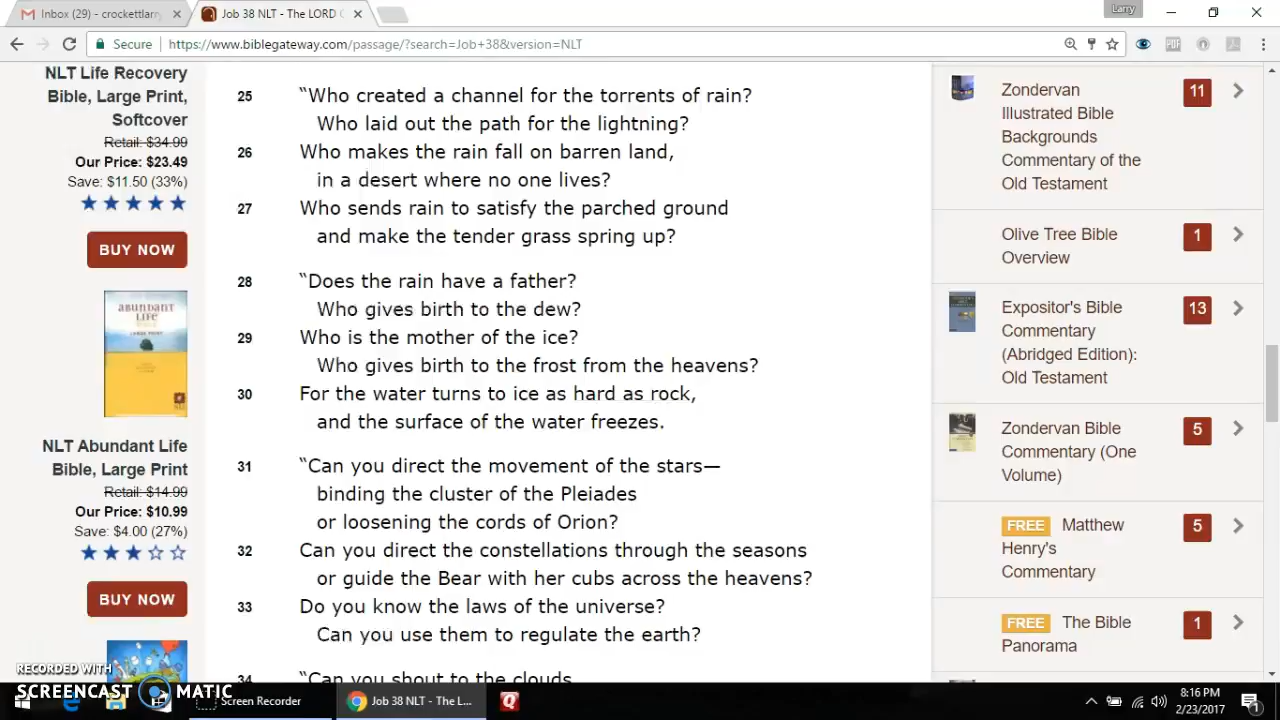 Inbox (29) - crockettlarr
Job 38 NLT - The LORD C
Larry
Secure
https://www.biblegateway.com/passage/?search=Job+38&version=NLT
NLT Life Recovery
Bible, Large Print,
Softcover
Retail: $34.99
Our Price: $23.49
Save: $11.50 (33%)
BUY NOW
ABUNDANT
LIFE
NLT Abundant Life
Bible, Large Print
Retail: $14.99
Our Price: $10.99
Save: $4.00 (27%)
BUY NOW
25 “Who created a channel for the torrents of rain?
Who laid out the path for the lightning?
26 Who makes the rain fall on barren land,
in a desert where no one lives?
27 Who sends rain to satisfy the parched ground
and make the tender grass spring up?
28 “Does the rain have a father?
Who gives birth to the dew?
29 Who is the mother of the ice?
Who gives birth to the frost from the heavens?
30 For the water turns to ice as hard as rock,
and the surface of the water freezes.
31 “Can you direct the movement of the stars—
binding the cluster of the Pleiades
or loosening the cords of Orion?
32 Can you direct the constellations through the seasons
or guide the Bear with her cubs across the heavens?
33 Do you know the laws of the universe?
Can you use them to regulate the earth?
34 “Can you shout to the clouds
Zondervan
Illustrated Bible
Backgrounds
Commentary of the
Old Testament
11
Olive Tree Bible
Overview
1
Expositor's Bible
Commentary
(Abridged Edition):
Old Testament
13
Zondervan Bible
Commentary (One
Volume)
5
FREE Matthew
Henry's
Commentary
5
FREE The Bible
Panorama
1
RECORDED WITH
SCREENCAST MATIC
Screen Recorder
Job 38 NLT - The L...
8:16 PM
2/23/2017
1